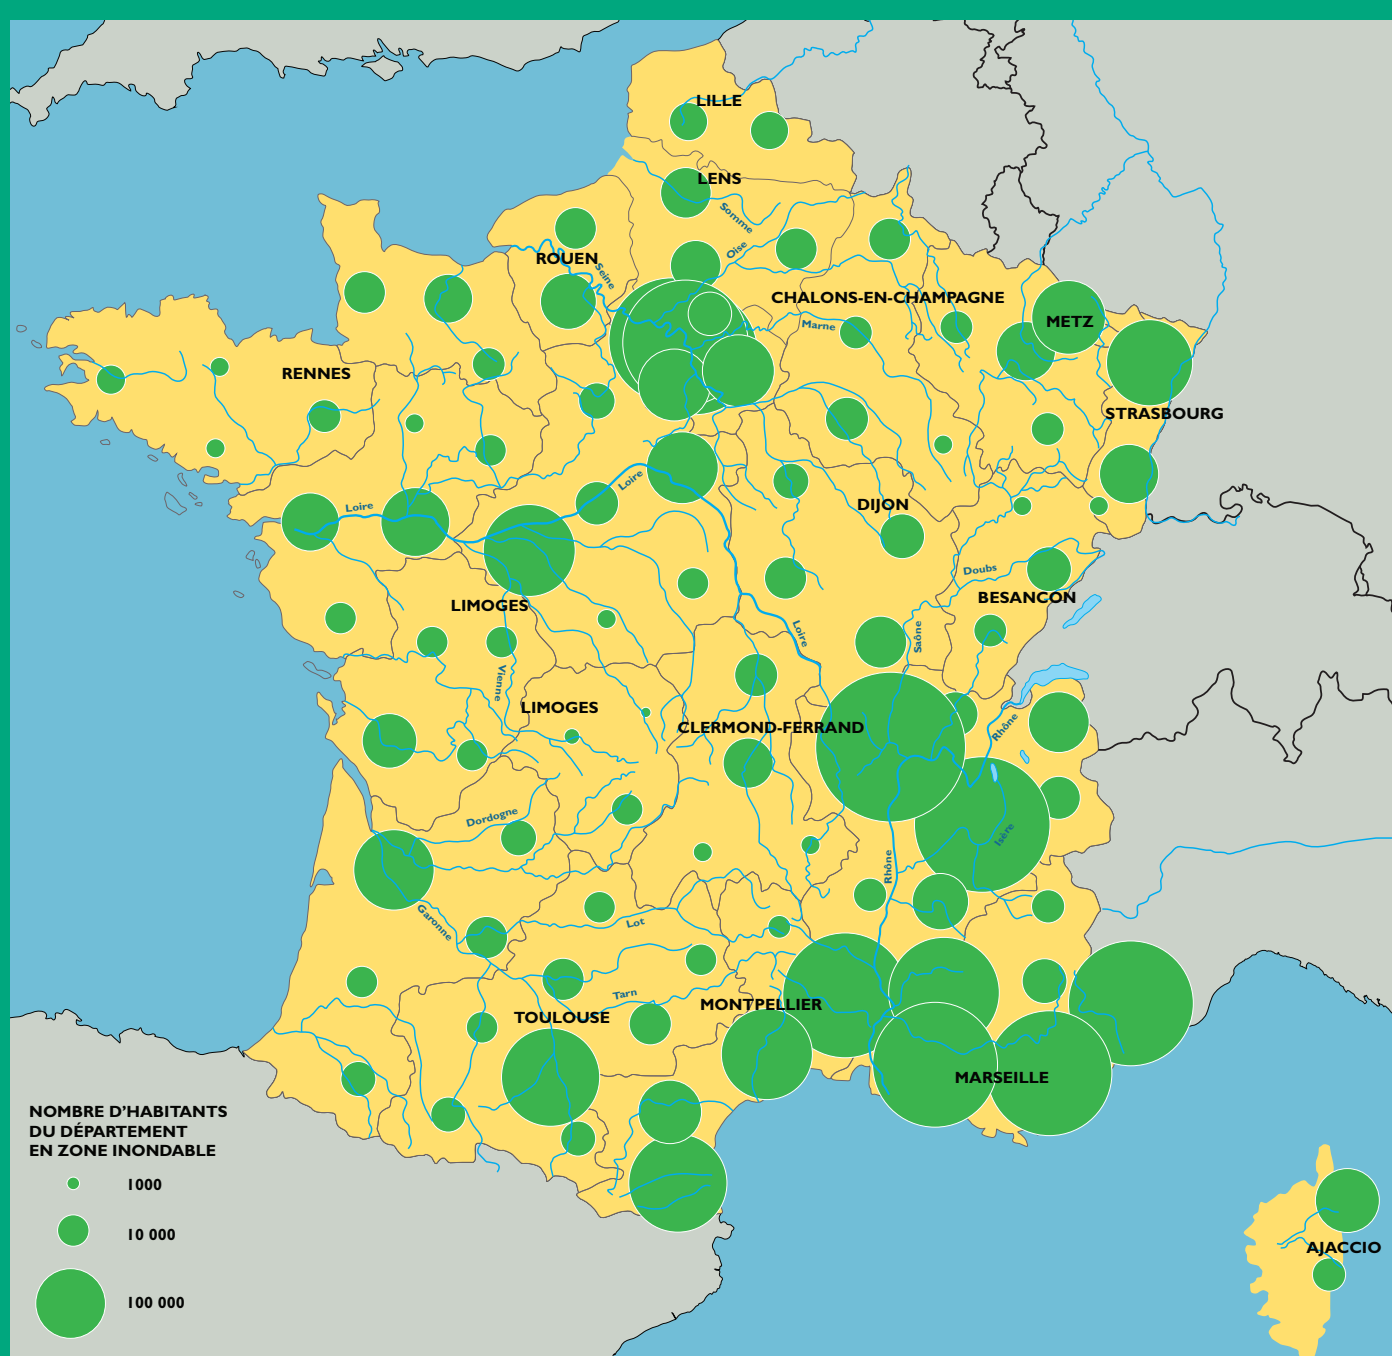 LILLE
LENS
Somme
Oise
ROUEN
Seine
CHALONS-EN-CHAMPAGNE
METZ
Marne
RENNES
STRASBOURG
Loire
Loire
DIJON
Doubs
BESANCON
LIMOGES
Loire
Saône
Vienne
LIMOGES
CLERMOND-FERRAND
Rhône
Dordogne
Isère
Rhône
Garonne
Lot
Tarn
MONTPELLIER
TOULOUSE
MARSEILLE
NOMBRE D'HABITANTS
DU DÉPARTEMENT
EN ZONE INONDABLE
1000
10 000
100 000
AJACCIO